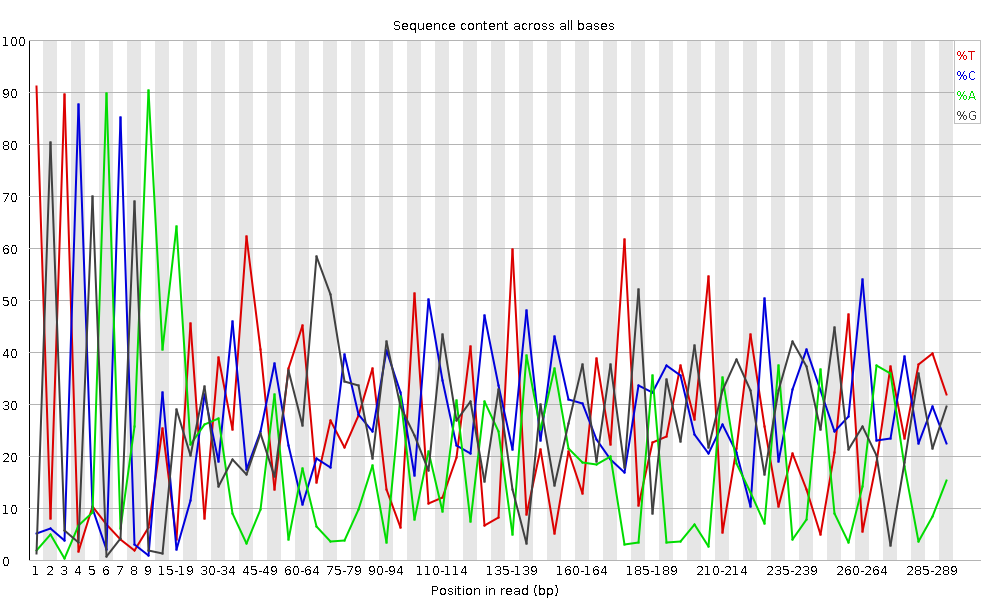 Sequence content across all bases
100
90
80
70
60
50
40
30
20
10
0
%T
%C
%A
%G
1 2 3 4 5 6 7 8 9 15-19 30-34 45-49 60-64 75-79 90-94 110-114 135-139 160-164 185-189 210-214 235-239 260-264 285-289
Position in read (bp)